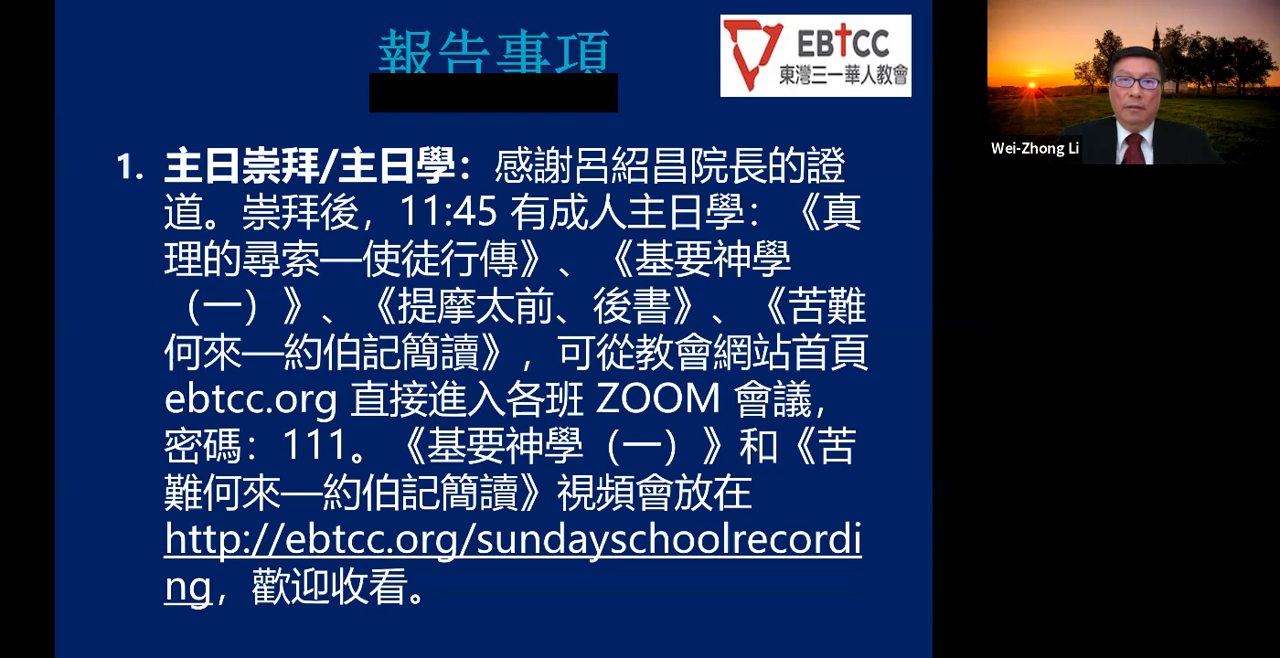 報告事項
EBTCC
東灣三一華人教會
Wei-Zhong Li
1. 主日崇拜/主日學：感謝呂紹昌院長的證
道。崇拜後，11:45 有成人主日學：《真
理的尋索—使徒行傳》、《基要神學
（一）》、《提摩太前、後書》、《苦難
何來—約伯記簡讀》，可從教會網站首頁
ebtcc.org 直接進入各班 ZOOM 會議，
密碼：111。《基要神學（一）》和《苦
難何來—約伯記簡讀》視頻會放在
http://ebtcc.org/sundayschoolrecordi
ng，歡迎收看。